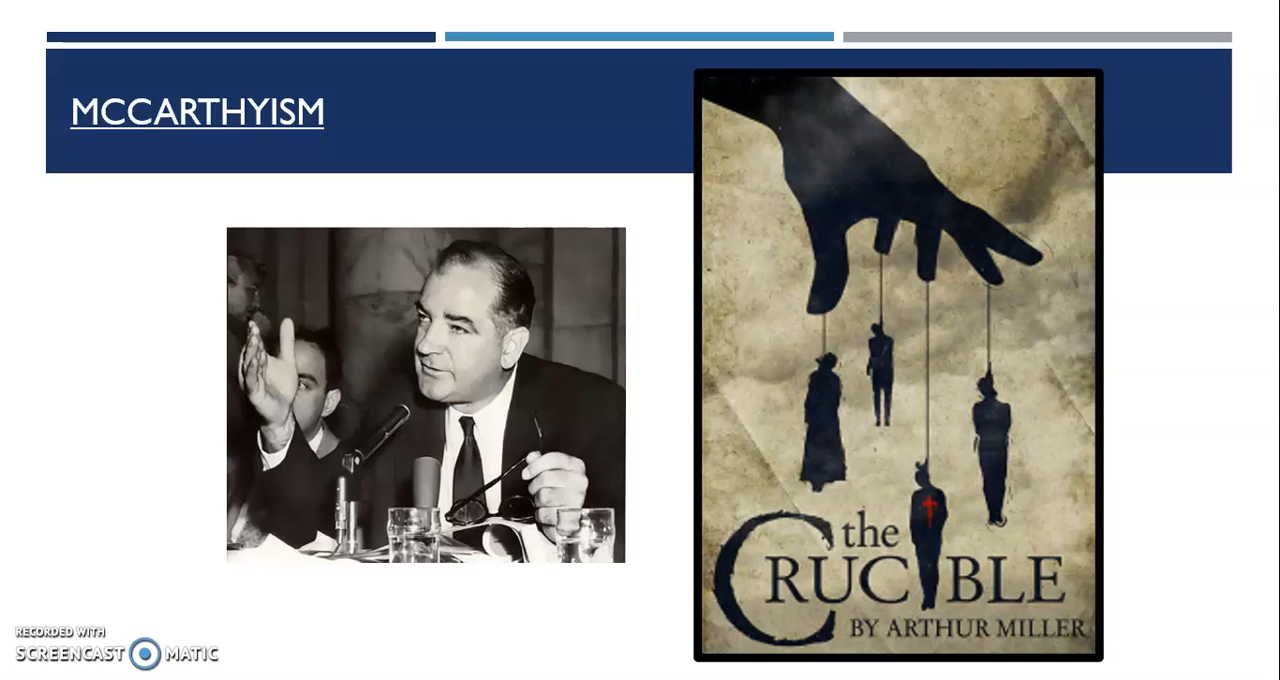 MCCARTHYISM
the
CRUCIBLE
BY ARTHUR MILLER
RECORDED WITH
SCREENCAST MATIC